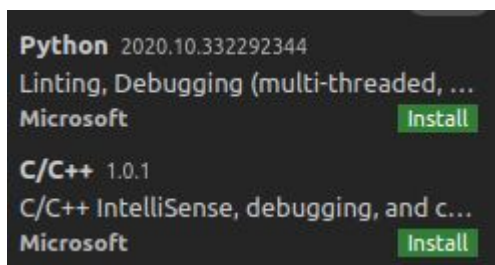 Python 2020.10.332292344
Linting, Debugging (multi-threaded, ...
Microsoft Install
C/C++ 1.0.1
C/C++ IntelliSense, debugging, and c...
Microsoft Install